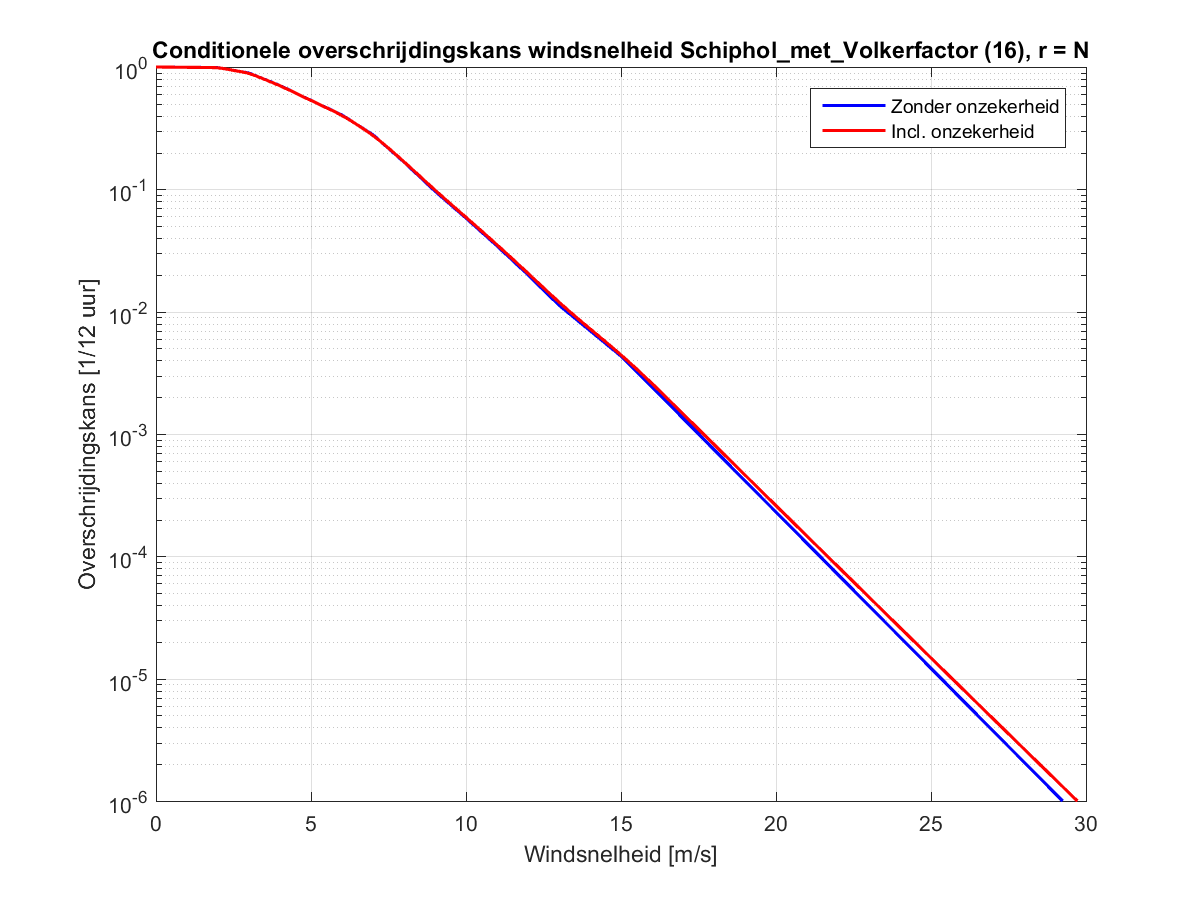 Conditionele overschrijdingskans windsnelheid Schiphol_met_Volkerfactor (16), r = N
Zonder onzekerheid
Incl. onzekerheid
Overschrijdingskans [1/12 uur]
10^0
10^-1
10^-2
10^-3
10^-4
10^-5
10^-6
0 5 10 15 20 25 30
Windsnelheid [m/s]